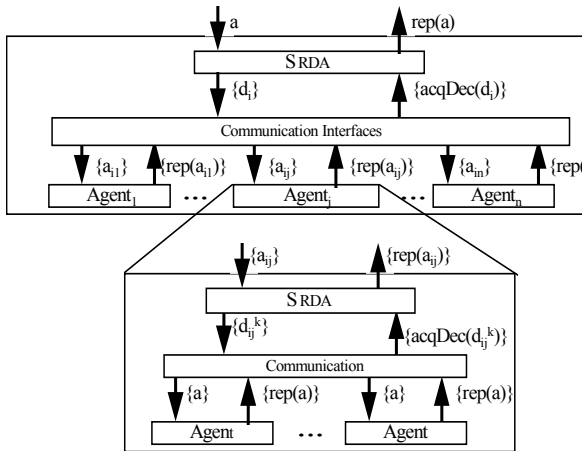 a rep(a)
SRDA
{d_i} {acqDec(d_i)}
Communication Interfaces
{a_i1} {rep(a_i1)} {a_ij} {rep(a_ij)} {a_in} {rep(
Agent_1 ... Agent_j ... Agent_n
{a_ij} {rep(a_ij)}
SRDA
{d_ij^k} {acqDec(d_ij^k)}
Communication
{a} {rep(a)} {a} {rep(a)}
Agent ... Agent